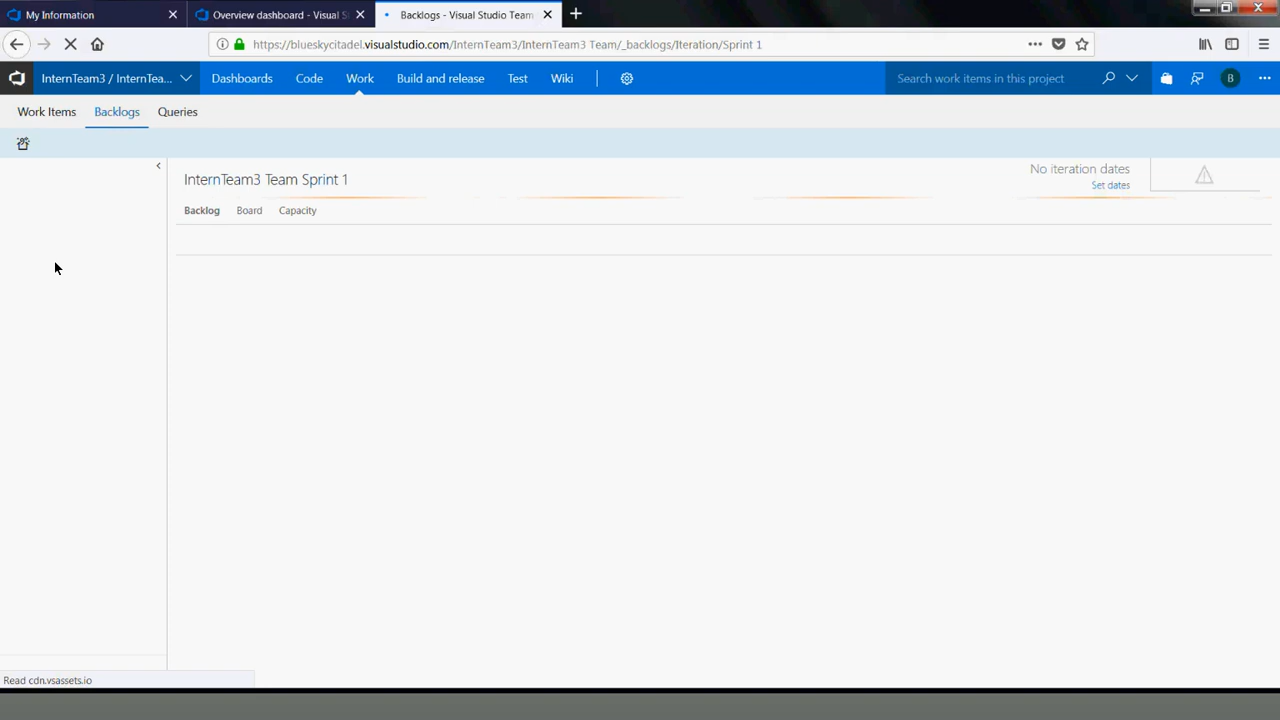 My Information
Overview dashboard - Visual S
Backlogs - Visual Studio Team
https://blueskycitadel.visualstudio.com/InternTeam3/InternTeam3 Team/_backlogs/Iteration/Sprint 1
InternTeam3 / InternTea...
Dashboards
Code
Work
Build and release
Test
Wiki
Search work items in this project
B
Work Items
Backlogs
Queries
InternTeam3 Team Sprint 1
No iteration dates
Set dates
Backlog
Board
Capacity
Read cdn.vsassets.io